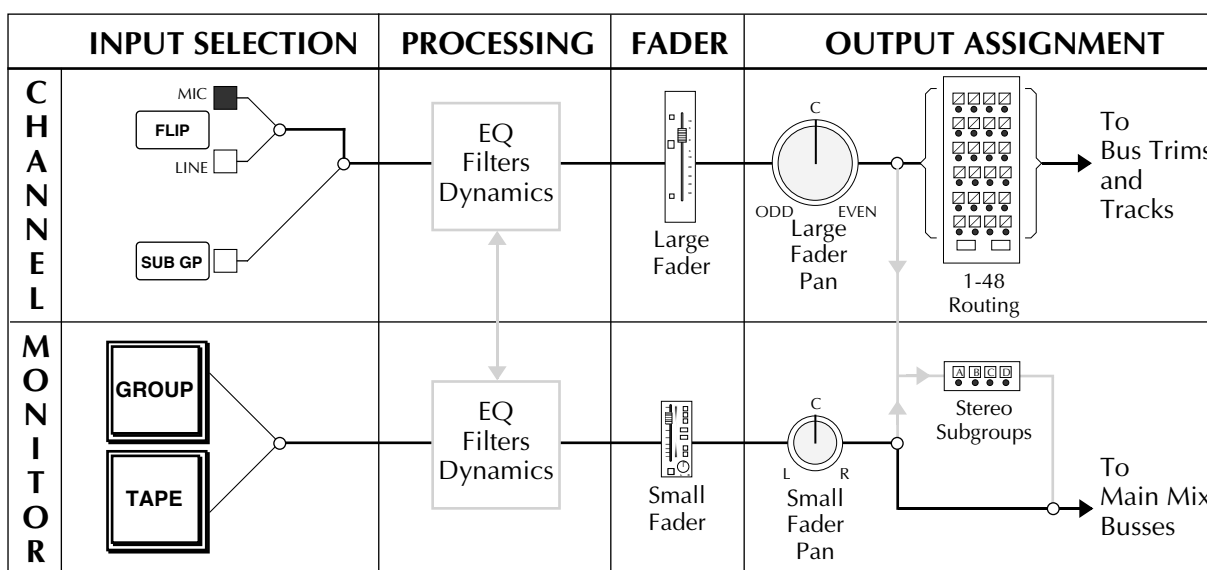 INPUT SELECTION
PROCESSING
FADER
OUTPUT ASSIGNMENT
CHANNEL
MIC
FLIP
LINE
SUB GP
EQ
Filters
Dynamics
Large
Fader
C
ODD
EVEN
Large
Fader
Pan
1-48
Routing
To
Bus Trims
and
Tracks
MONITOR
GROUP
TAPE
EQ
Filters
Dynamics
Small
Fader
C
L
R
Small
Fader
Pan
A B C D
Stereo
Subgroups
To
Main Mix
Busses